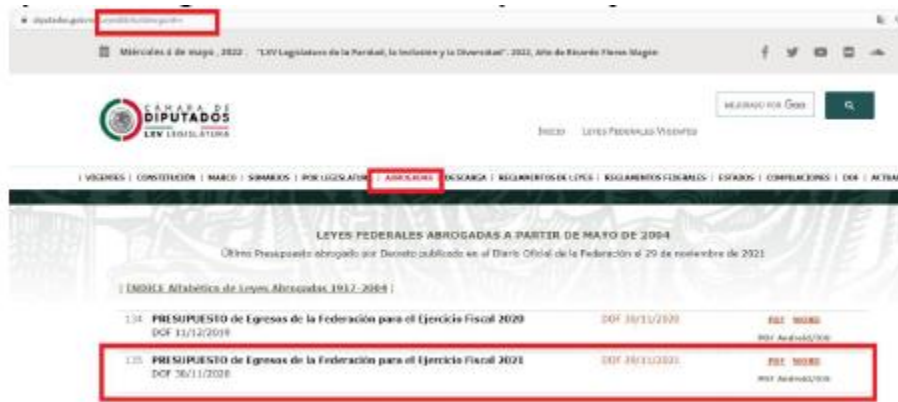 Miércoles 4 de mayo, 2022. "LXV Legislatura de la Paridad, la Inclusión y la Diversidad". 2022, Año de Ricardo Flores Magón
CÁMARA DE
DIPUTADOS
LXV LEGISLATURA
MEJORADO POR Goo
INICIO LEYES FEDERALES VIGENTES
| VIGENTES | CONSTITUCIÓN | MARCO | SUMARIOS | POR LEGISLATURA | ABROGADAS | DESCARGA | REGLAMENTOS DE LEYES | REGLAMENTOS FEDERALES | ESTADOS | COMPILACIONES | DOF | ACTUA
LEYES FEDERALES ABROGADAS A PARTIR DE MAYO DE 2004
Último Presupuesto abrogado por Decreto publicado en el Diario Oficial de la Federación el 29 de noviembre de 2021
| ÍNDICE Alfabético de Leyes Abrogadas 1917-2004 |
134 PRESUPUESTO de Egresos de la Federación para el Ejercicio Fiscal 2020 DOF 30/11/2020 PDF WORD
DOF 11/12/2019 PDF Android/IOS
135 PRESUPUESTO de Egresos de la Federación para el Ejercicio Fiscal 2021 DOF 29/11/2021 PDF WORD
DOF 30/11/2020 PDF Android/IOS